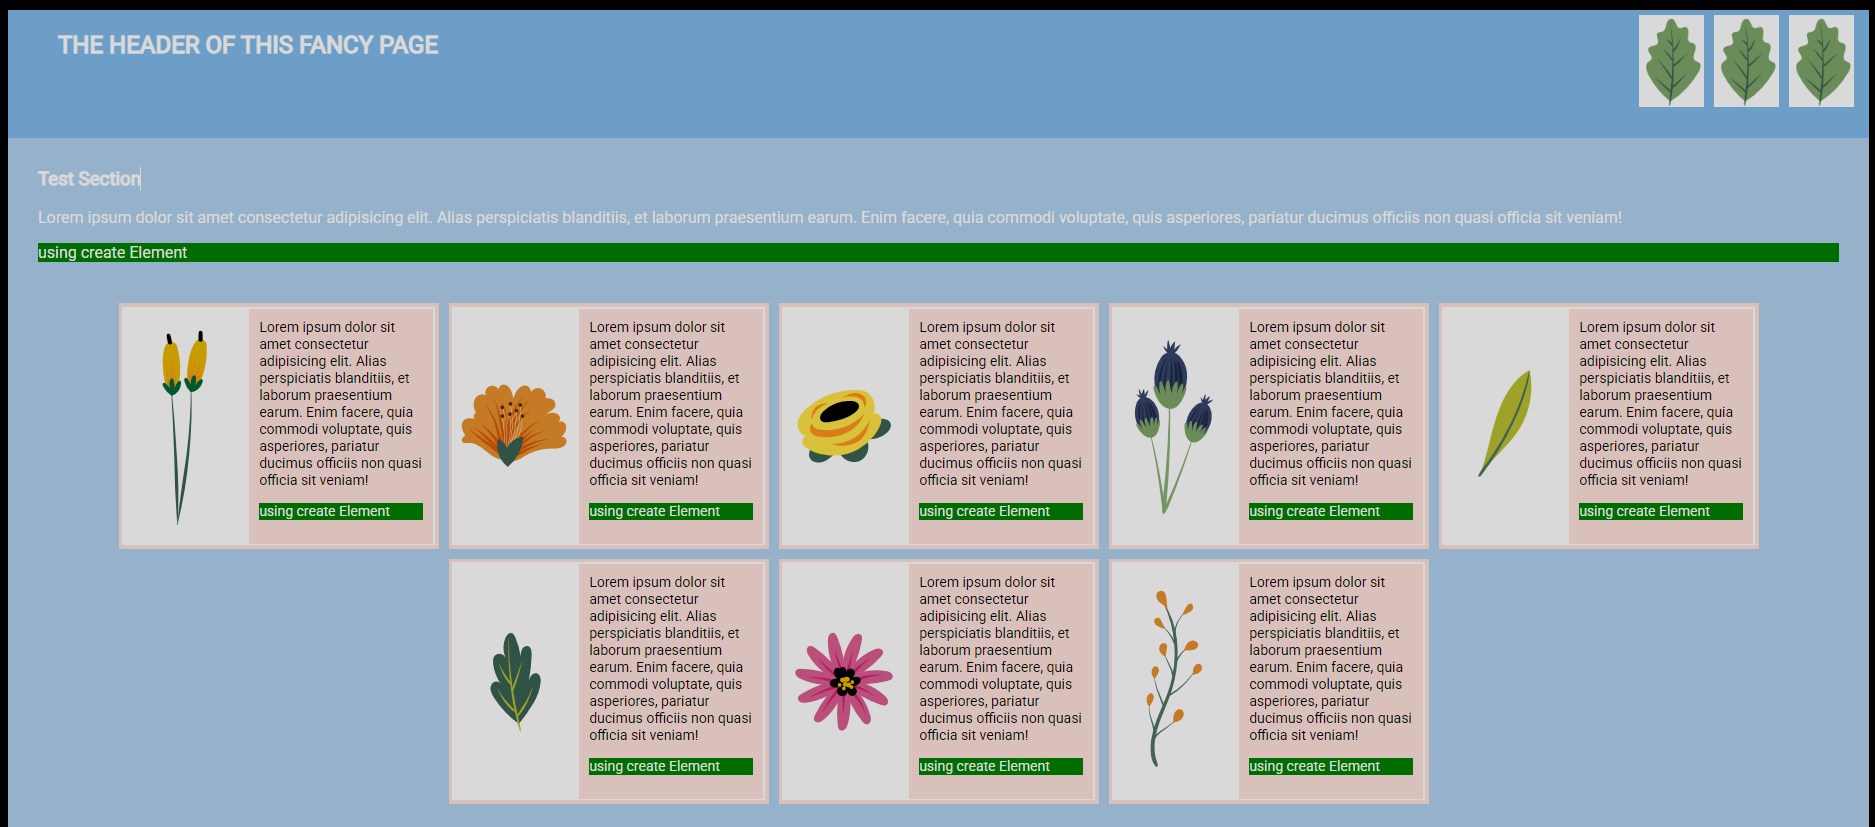 THE HEADER OF THIS FANCY PAGE
Test Section
Lorem ipsum dolor sit amet consectetur adipisicing elit. Alias perspiciatis blanditiis, et laborum praesentium earum. Enim facere, quia commodi voluptate, quis asperiores, pariatur ducimus officiis non quasi officia sit veniam!
using create Element
Lorem ipsum dolor sit
amet consectetur
adipisicing elit. Alias
perspiciatis blanditiis, et
laborum praesentium
earum. Enim facere, quia
commodi voluptate, quis
asperiores, pariatur
ducimus officiis non quasi
officia sit veniam!
using create Element
Lorem ipsum dolor sit
amet consectetur
adipisicing elit. Alias
perspiciatis blanditiis, et
laborum praesentium
earum. Enim facere, quia
commodi voluptate, quis
asperiores, pariatur
ducimus officiis non quasi
officia sit veniam!
using create Element
Lorem ipsum dolor sit
amet consectetur
adipisicing elit. Alias
perspiciatis blanditiis, et
laborum praesentium
earum. Enim facere, quia
commodi voluptate, quis
asperiores, pariatur
ducimus officiis non quasi
officia sit veniam!
using create Element
Lorem ipsum dolor sit
amet consectetur
adipisicing elit. Alias
perspiciatis blanditiis, et
laborum praesentium
earum. Enim facere, quia
commodi voluptate, quis
asperiores, pariatur
ducimus officiis non quasi
officia sit veniam!
using create Element
Lorem ipsum dolor sit
amet consectetur
adipisicing elit. Alias
perspiciatis blanditiis, et
laborum praesentium
earum. Enim facere, quia
commodi voluptate, quis
asperiores, pariatur
ducimus officiis non quasi
officia sit veniam!
using create Element
Lorem ipsum dolor sit
amet consectetur
adipisicing elit. Alias
perspiciatis blanditiis, et
laborum praesentium
earum. Enim facere, quia
commodi voluptate, quis
asperiores, pariatur
ducimus officiis non quasi
officia sit veniam!
using create Element
Lorem ipsum dolor sit
amet consectetur
adipisicing elit. Alias
perspiciatis blanditiis, et
laborum praesentium
earum. Enim facere, quia
commodi voluptate, quis
asperiores, pariatur
ducimus officiis non quasi
officia sit veniam!
using create Element
Lorem ipsum dolor sit
amet consectetur
adipisicing elit. Alias
perspiciatis blanditiis, et
laborum praesentium
earum. Enim facere, quia
commodi voluptate, quis
asperiores, pariatur
ducimus officiis non quasi
officia sit veniam!
using create Element